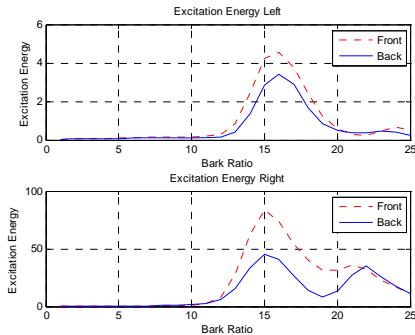 Excitation Energy Left
Excitation Energy
6
4
2
0
0
5
10
15
20
25
Bark Ratio
Front
Back
Excitation Energy Right
Excitation Energy
100
50
0
0
5
10
15
20
25
Bark Ratio
Front
Back